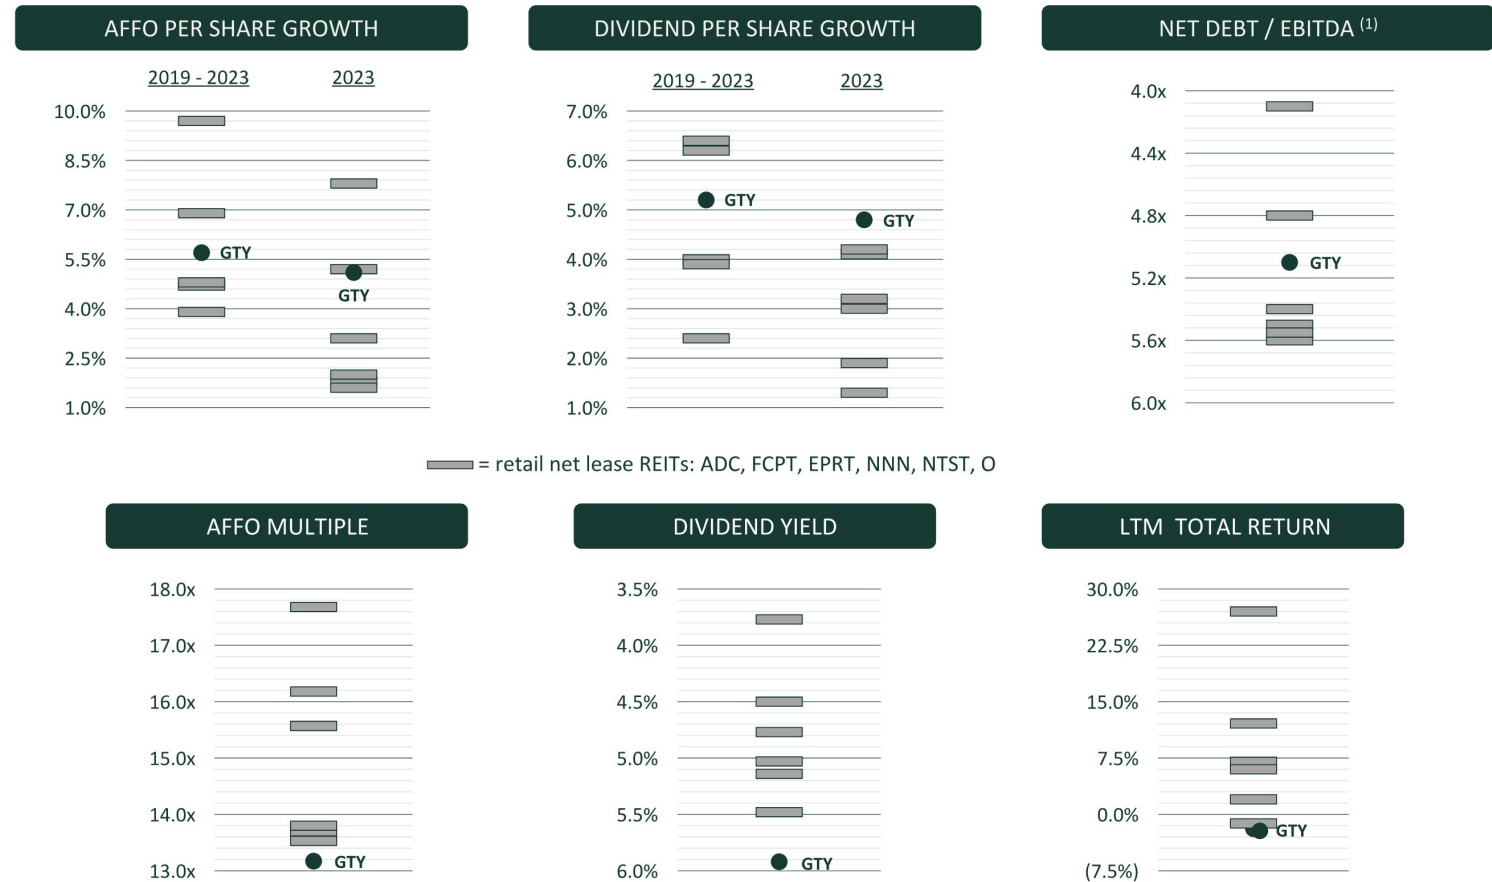 AFFO PER SHARE GROWTH
2019 - 2023
2023
10.0%
8.5%
7.0%
5.5%
4.0%
2.5%
1.0%
GTY
GTY
DIVIDEND PER SHARE GROWTH
2019 - 2023
2023
7.0%
6.0%
5.0%
4.0%
3.0%
2.0%
1.0%
GTY
GTY
NET DEBT / EBITDA (1)
4.0x
4.4x
4.8x
5.2x
5.6x
6.0x
GTY
= retail net lease REITs: ADC, FCPT, EPRT, NNN, NTST, O
AFFO MULTIPLE
18.0x
17.0x
16.0x
15.0x
14.0x
13.0x
GTY
DIVIDEND YIELD
3.5%
4.0%
4.5%
5.0%
5.5%
6.0%
GTY
LTM TOTAL RETURN
30.0%
22.5%
15.0%
7.5%
0.0%
(7.5%)
GTY